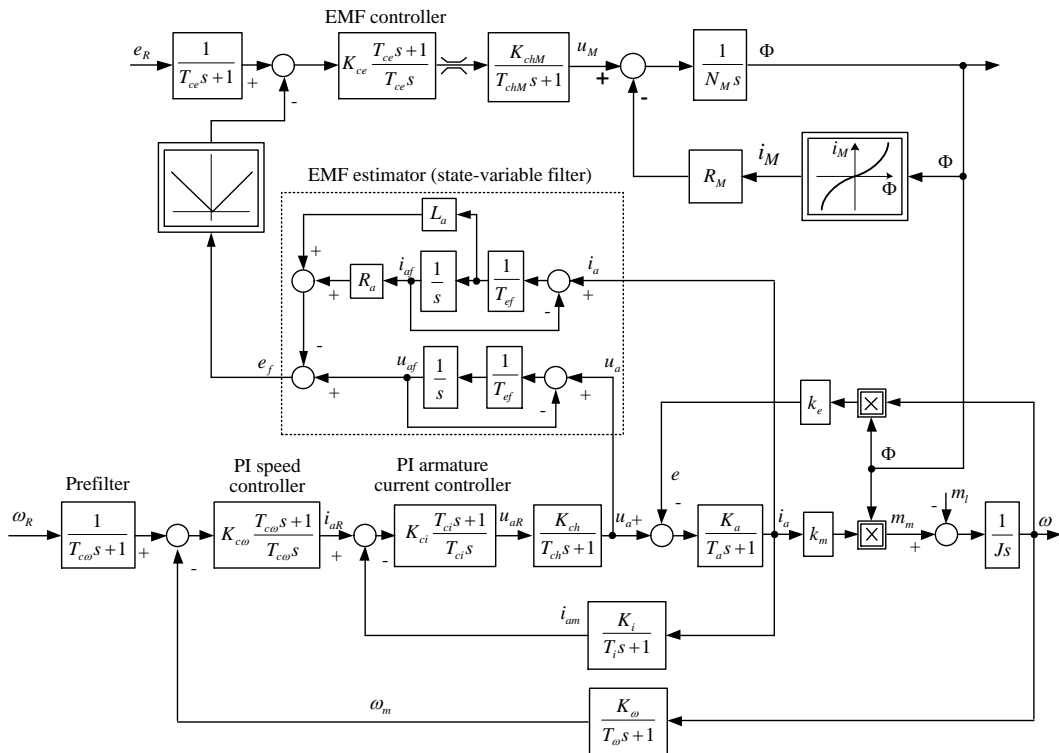 EMF controller
e_R
1 / (T_ce s+1)
+
-
K_ce (T_ce s+1) / (T_ce s)
K_chM / (T_chM s+1)
u_M
+
-
1 / (N_M s)
Φ
R_M
i_M
i_M
Φ
Φ
EMF estimator (state-variable filter)
L_a
+
+
R_a
i_af
1 / s
1 / T_ef
-
i_a
+
-
e_f
+
u_af
1 / s
1 / T_ef
-
u_a
+
k_e
×
e
Φ
Prefilter
PI speed
controller
PI armature
current controller
ω_R
1 / (T_cω s+1)
+
-
K_cω (T_cω s+1) / (T_cω s)
i_aR
+
-
K_ci (T_ci s+1) / (T_ci s)
u_aR
K_ch / (T_ch s+1)
u_a
+
-
K_a / (T_a s+1)
i_a
k_m
×
m_m
+
-
m_l
1 / (Js)
ω
i_am
K_i / (T_i s+1)
ω_m
K_ω / (T_ω s+1)